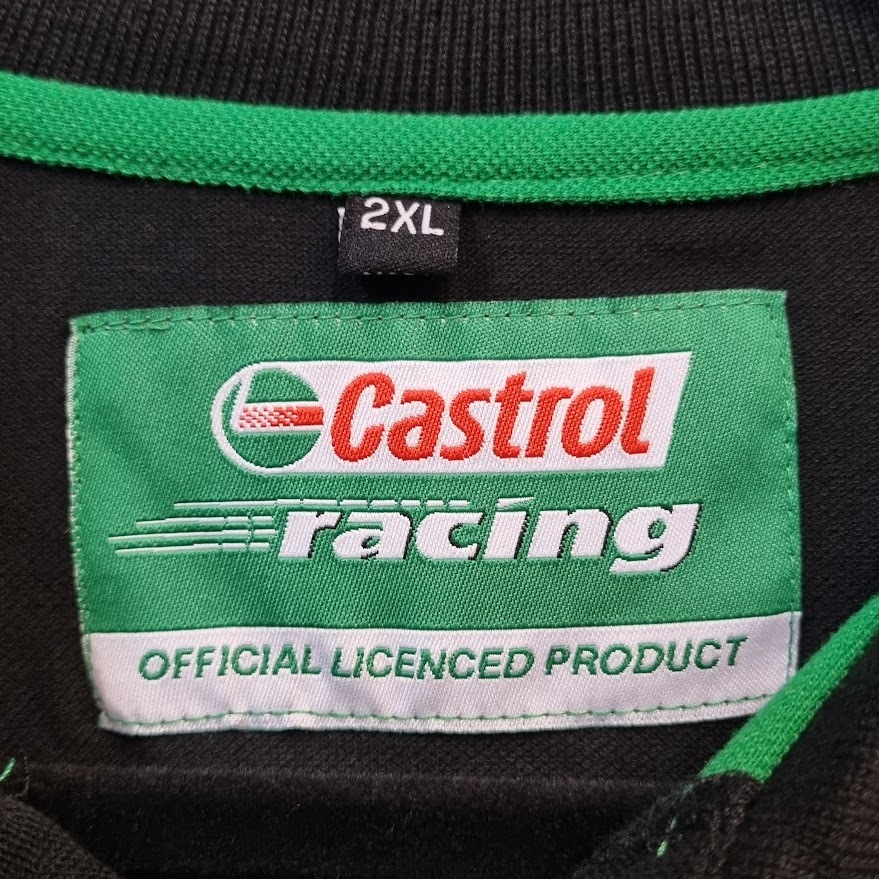 2XL
Castrol
racing
OFFICIAL LICENCED PRODUCT